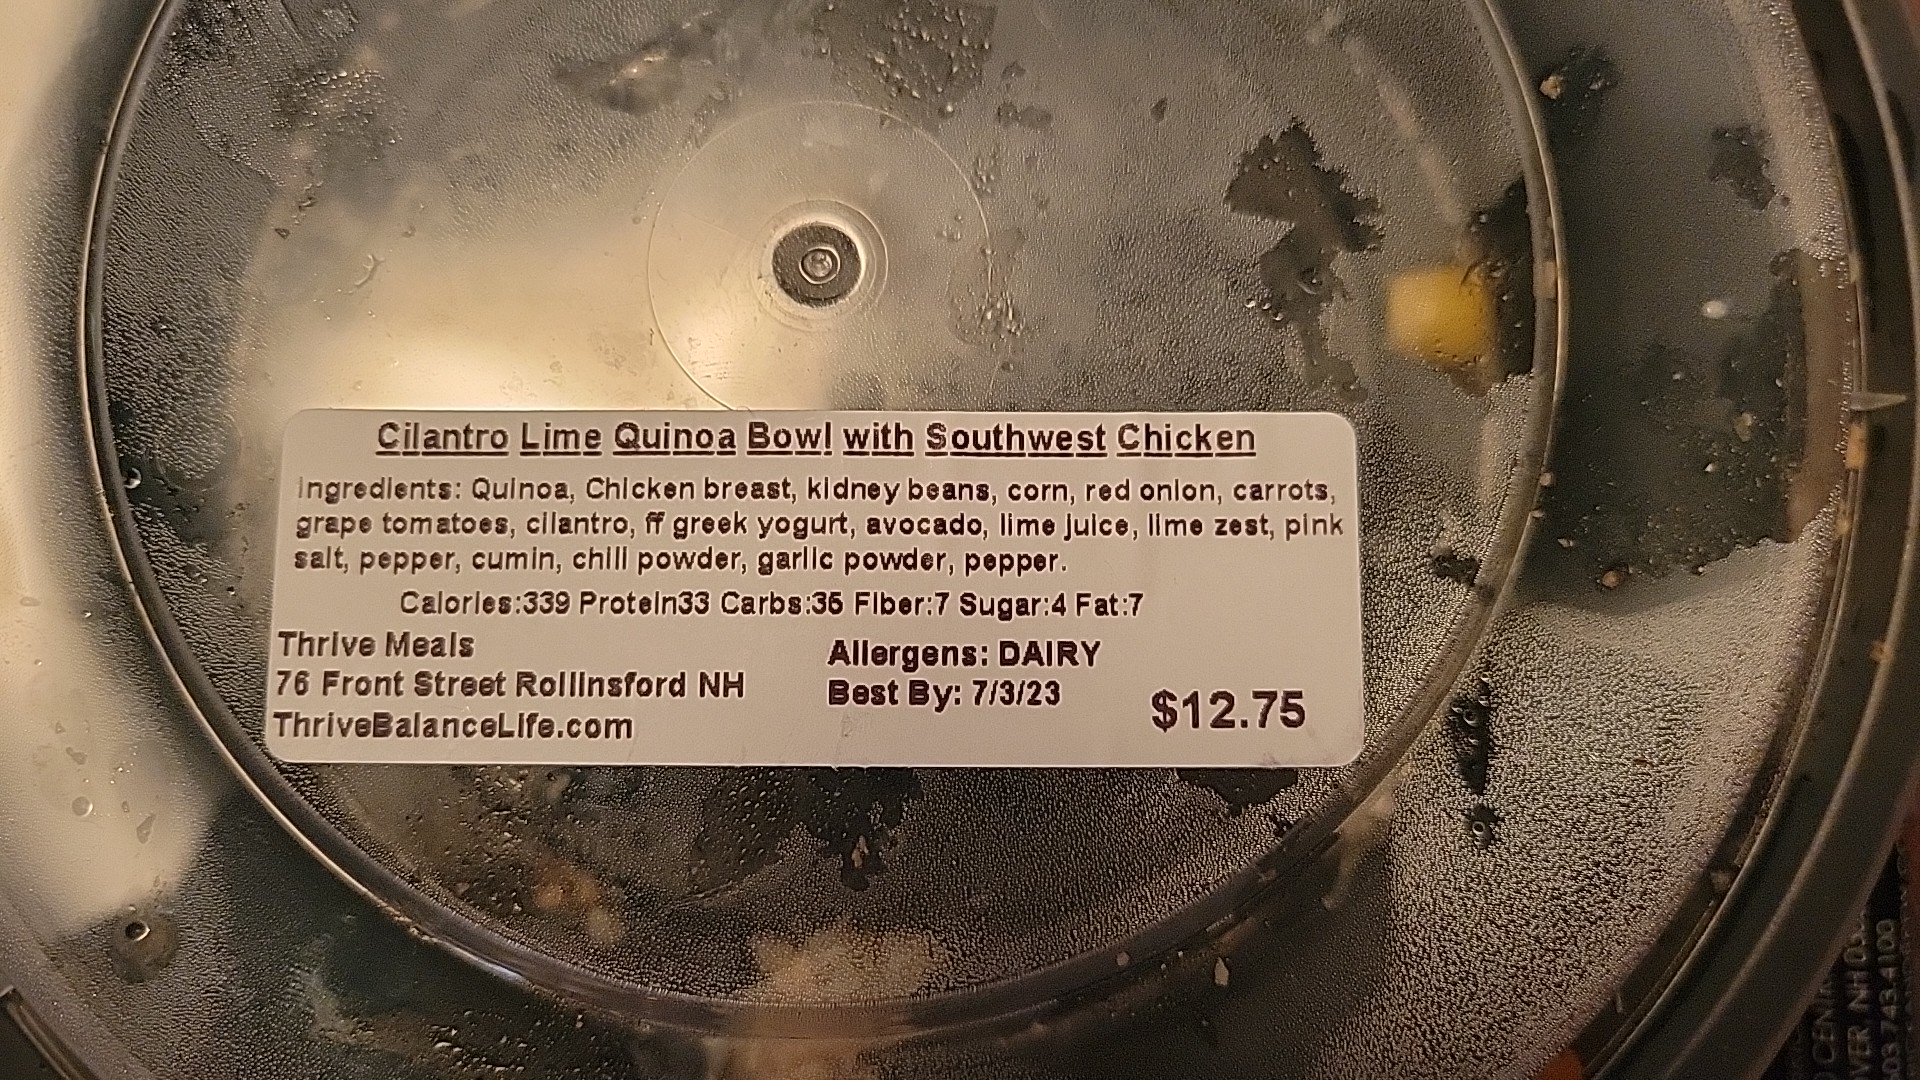 Cilantro Lime Quinoa Bowl with Southwest Chicken
Ingredients: Quinoa, Chicken breast, kidney beans, corn, red onion, carrots,
grape tomatoes, cilantro, ff greek yogurt, avocado, lime juice, lime zest, pink
salt, pepper, cumin, chili powder, garlic powder, pepper.
Calories:339 Protein33 Carbs:35 Fiber:7 Sugar:4 Fat:7
Thrive Meals
76 Front Street Rollinsford NH
ThriveBalanceLife.com
Allergens: DAIRY
Best By: 7/3/23
$12.75